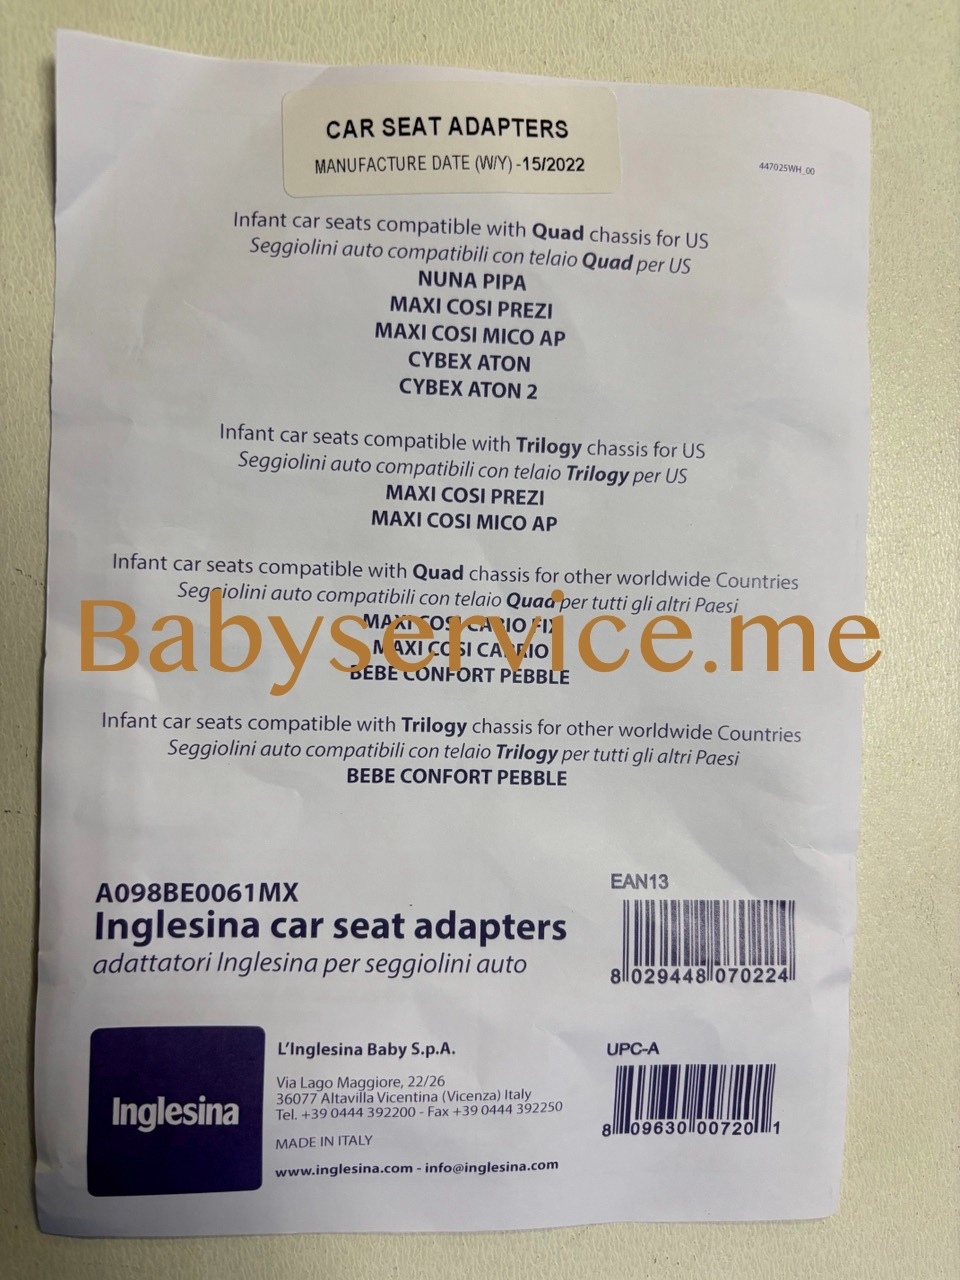 CAR SEAT ADAPTERS
MANUFACTURE DATE (W/Y) -15/2022
447025WH_00
Infant car seats compatible with Quad chassis for US
Seggiolini auto compatibili con telaio Quad per US
NUNA PIPA
MAXI COSI PREZI
MAXI COSI MICO AP
CYBEX ATON
CYBEX ATON 2
Infant car seats compatible with Trilogy chassis for US
Seggiolini auto compatibili con telaio Trilogy per US
MAXI COSI PREZI
MAXI COSI MICO AP
Infant car seats compatible with Quad chassis for other worldwide Countries
Seggiolini auto compatibili con telaio Quad per tutti gli altri Paesi
MAXI COSI CABRIO FIX
Babyservice.me
MAXI COSI CABRIO
BEBE CONFORT PEBBLE
Infant car seats compatible with Trilogy chassis for other worldwide Countries
Seggiolini auto compatibili con telaio Trilogy per tutti gli altri Paesi
BEBE CONFORT PEBBLE
A098BE0061MX
Inglesina car seat adapters
adattatori Inglesina per seggiolini auto
EAN13
8 029448 070224
Inglesina
L'Inglesina Baby S.p.A.
Via Lago Maggiore, 22/26
36077 Altavilla Vicentina (Vicenza) Italy
Tel. +39 0444 392200 - Fax +39 0444 392250
MADE IN ITALY
www.inglesina.com - info@inglesina.com
UPC-A
8 09630 00720 1